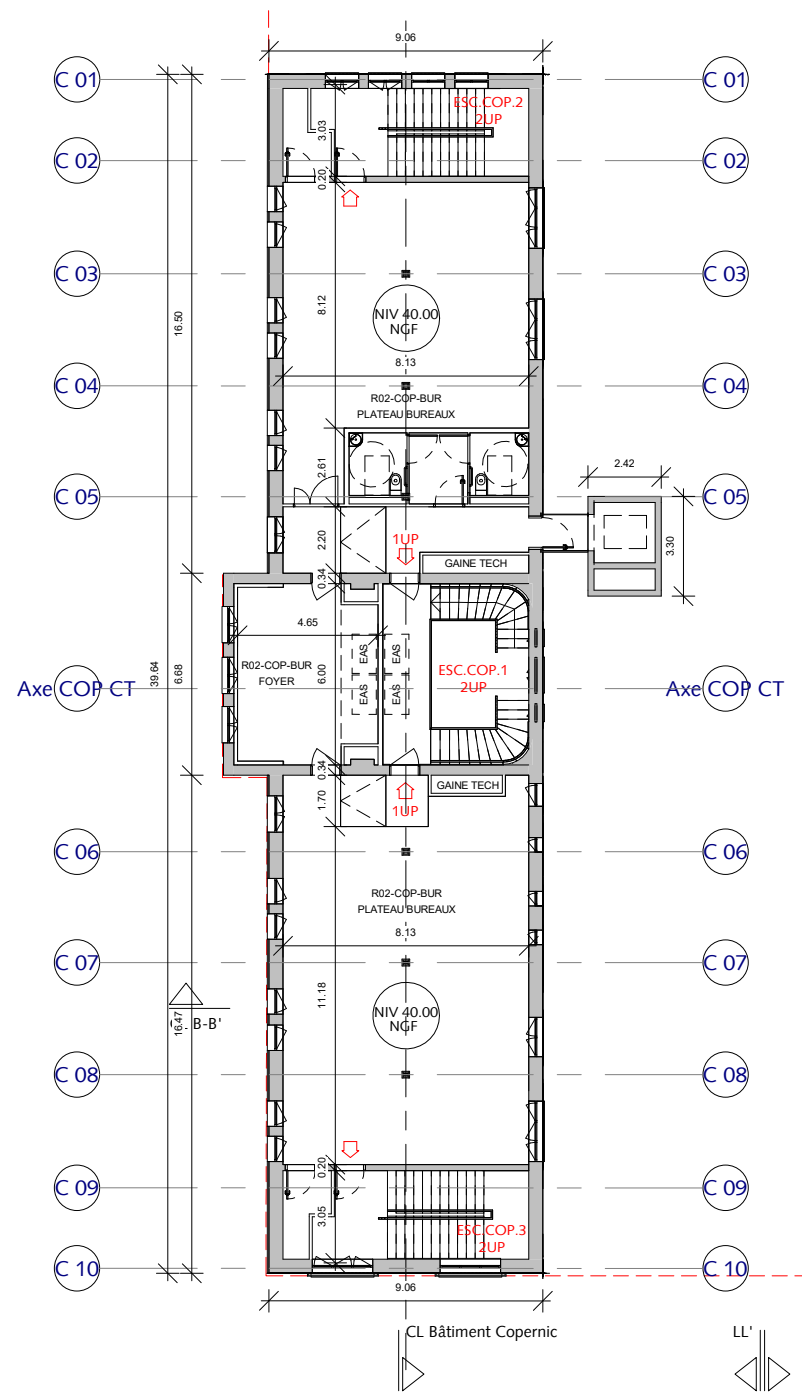 9.06
C 01
C 01
ESC.COP.2
2UP
3.03
C 02
C 02
0.20
C 03
C 03
16.50
8.12
NIV 40.00
NGF
8.13
C 04
C 04
R02-COP-BUR
PLATEAU BUREAUX
2.61
2.42
C 05
C 05
2.20
1UP
3.30
GAINE TECH
0.34
4.65
EAS
EAS
R02-COP-BUR
FOYER
6.00
ESC.COP.1
2UP
EAS
EAS
Axe COP CT
39.64
6.68
Axe COP CT
0.34
GAINE TECH
1.70
1UP
C 06
C 06
R02-COP-BUR
PLATEAU BUREAUX
8.13
C 07
C 07
11.18
NIV 40.00
NGF
16.47
B-B'
C 08
C 08
0.20
C 09
C 09
3.05
ESC.COP.3
2UP
C 10
C 10
9.06
CL Bâtiment Copernic
LL'